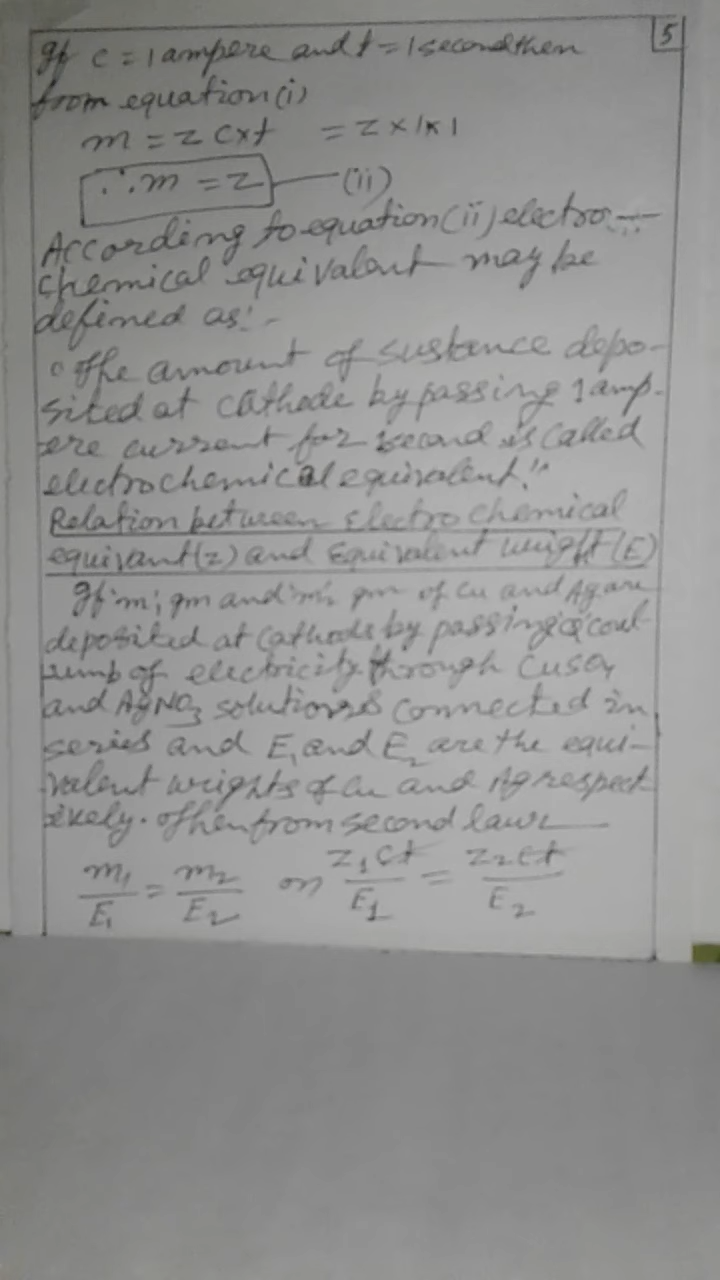 5
If c = 1 ampere and t = 1 second then
from equation (i)
m = z c x t = z x 1 x 1
∴ m = z — (ii)
According to equation (ii) electro —
chemical equivalent may be
defined as:-
"The amount of sustance depo-
sited at cathode by passing 1 amp-
ere current for 1 second is called
electrochemical equivalent."
Relation between Electrochemical
equivant (z) and Equivalent weight (E)
If m₁ gm and m₂ gm of Cu and Ag are
deposited at cathode by passing Q coul
umb of electricity through CuSO₄
and AgNO₃ solutions connected in
series and E₁ and E₂ are the equi-
valent wrights of Cu and Ag respect
ively. Then from second law —
m₁/E₁ = m₂/E₂ or z₁ct/E₁ = z₂ct/E₂